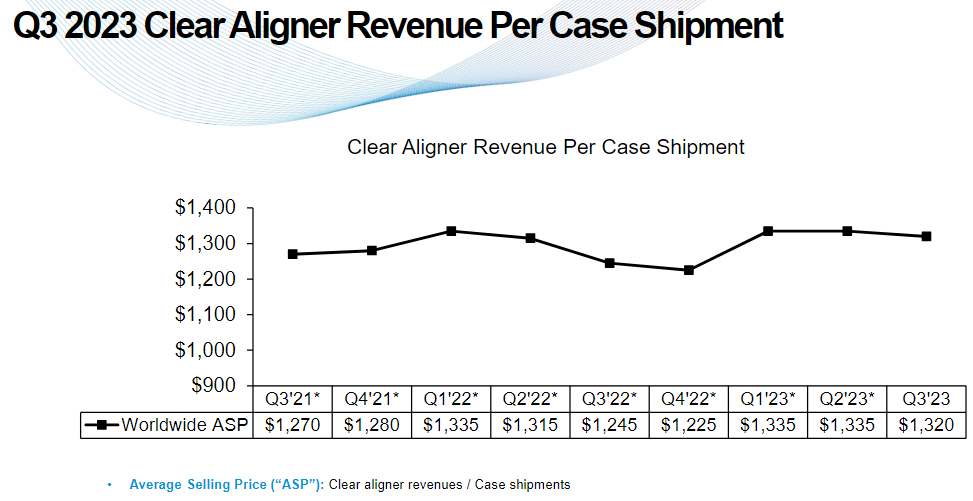 Q3 2023 Clear Aligner Revenue Per Case Shipment
Clear Aligner Revenue Per Case Shipment
$1,400
$1,300
$1,200
$1,100
$1,000
$900
Q3'21* Q4'21* Q1'22* Q2'22* Q3'22* Q4'22* Q1'23* Q2'23* Q3'23
Worldwide ASP $1,270 $1,280 $1,335 $1,315 $1,245 $1,225 $1,335 $1,335 $1,320
• Average Selling Price (“ASP”): Clear aligner revenues / Case shipments